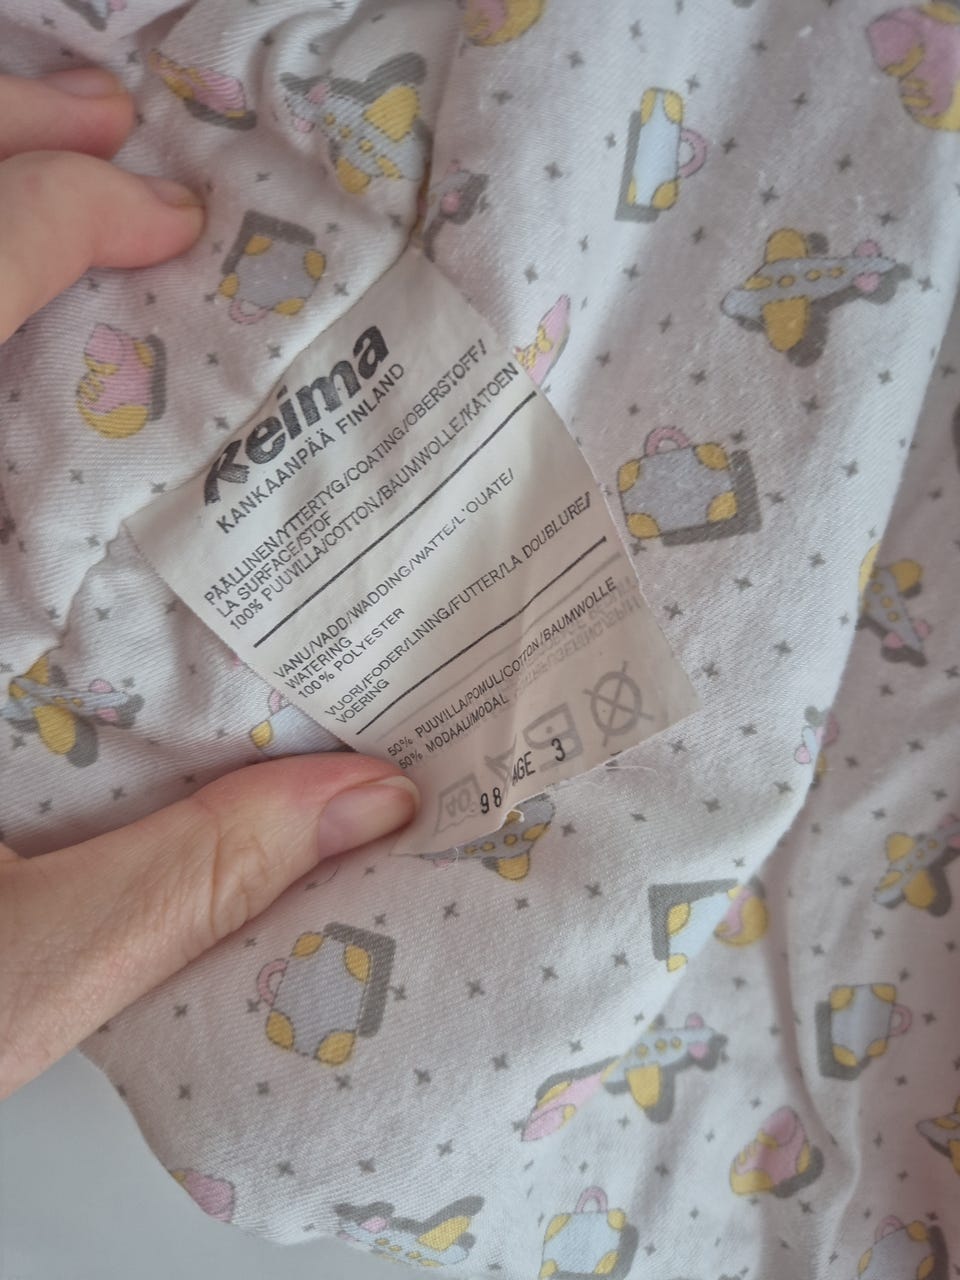 Reima
KANKAANPÄÄ FINLAND
PÄÄLLINEN/YTTERTYG/COATING/OBERSTOFF/
LA SURFACE/STOF
100% PUUVILLA/COTTON/BAUMWOLLE/KATOEN
VANU/VADD/WADDING/WATTE/L'OUATE/
WATERING
100% POLYESTER
VUORI/FODER/LINING/FUTTER/LA DOUBLURE/
VOERING
50% PUUVILLA/POMUL/COTTON/BAUMWOLLE
50% MODAAL/MODAL
98 AGE 3